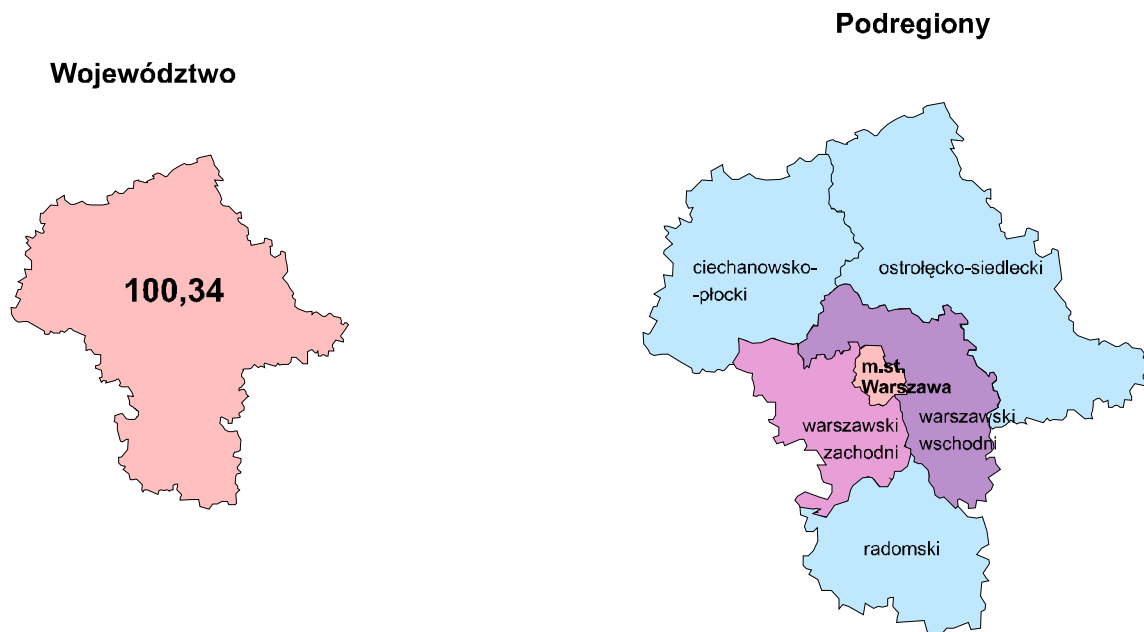 Podregiony
Województwo
100,34
ciechanowsko-
-płocki
ostrołęcko-siedlecki
m.st.
Warszawa
warszawski
zachodni
warszawski
wschodni
radomski